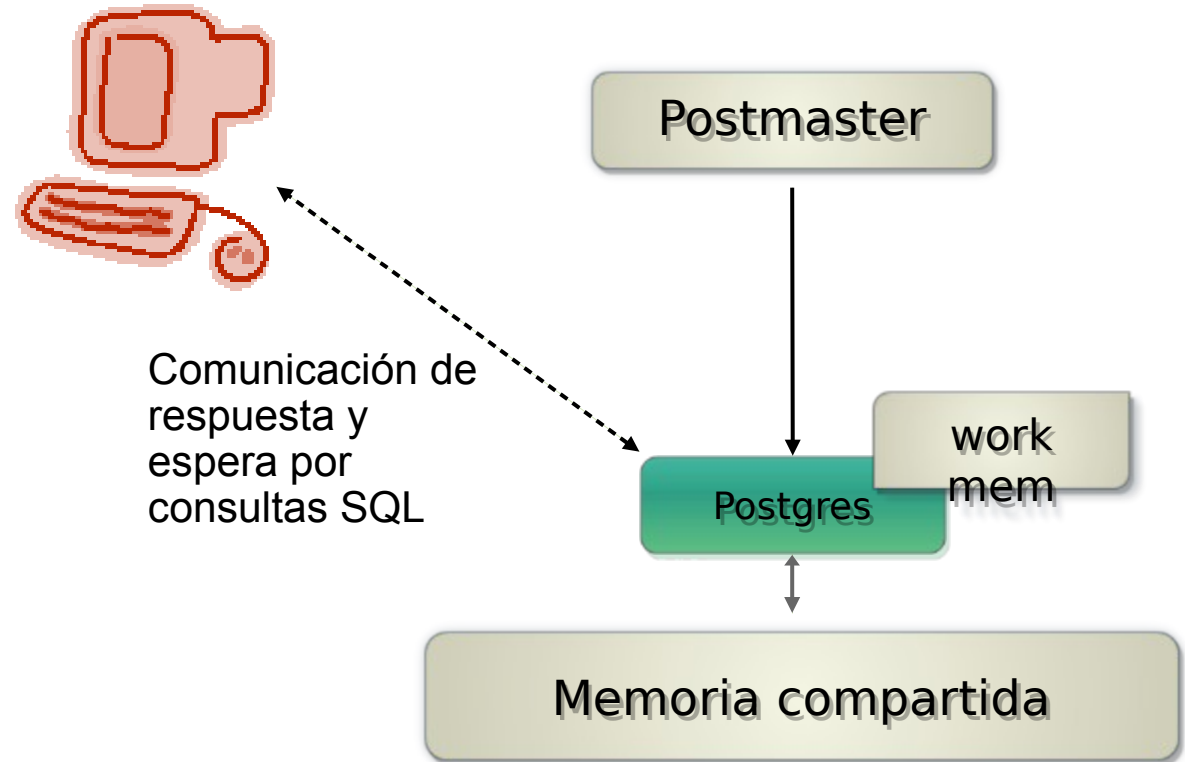 Postmaster
Comunicación de
respuesta y
espera por
consultas SQL
work
mem
Postgres
Memoria compartida